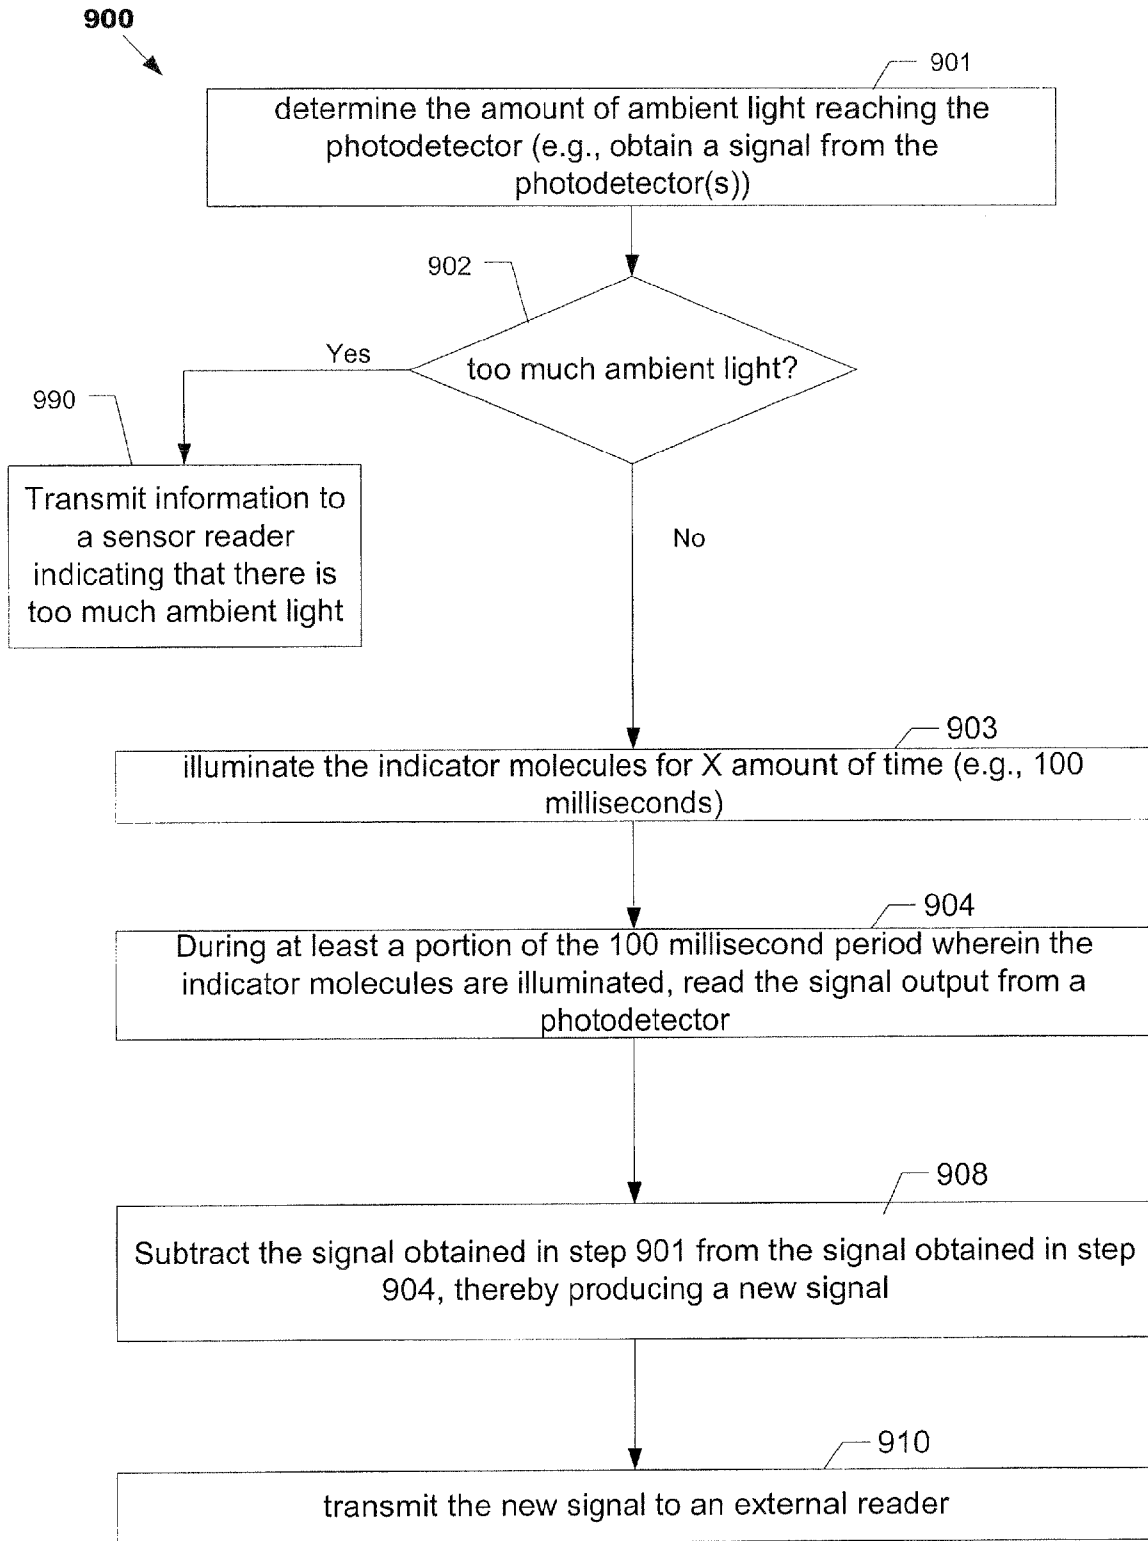 900
901
determine the amount of ambient light reaching the
photodetector (e.g., obtain a signal from the
photodetector(s))
902
too much ambient light?
Yes
990
Transmit information to
a sensor reader
indicating that there is
too much ambient light
No
903
illuminate the indicator molecules for X amount of time (e.g., 100
milliseconds)
904
During at least a portion of the 100 millisecond period wherein the
indicator molecules are illuminated, read the signal output from a
photodetector
908
Subtract the signal obtained in step 901 from the signal obtained in step
904, thereby producing a new signal
910
transmit the new signal to an external reader